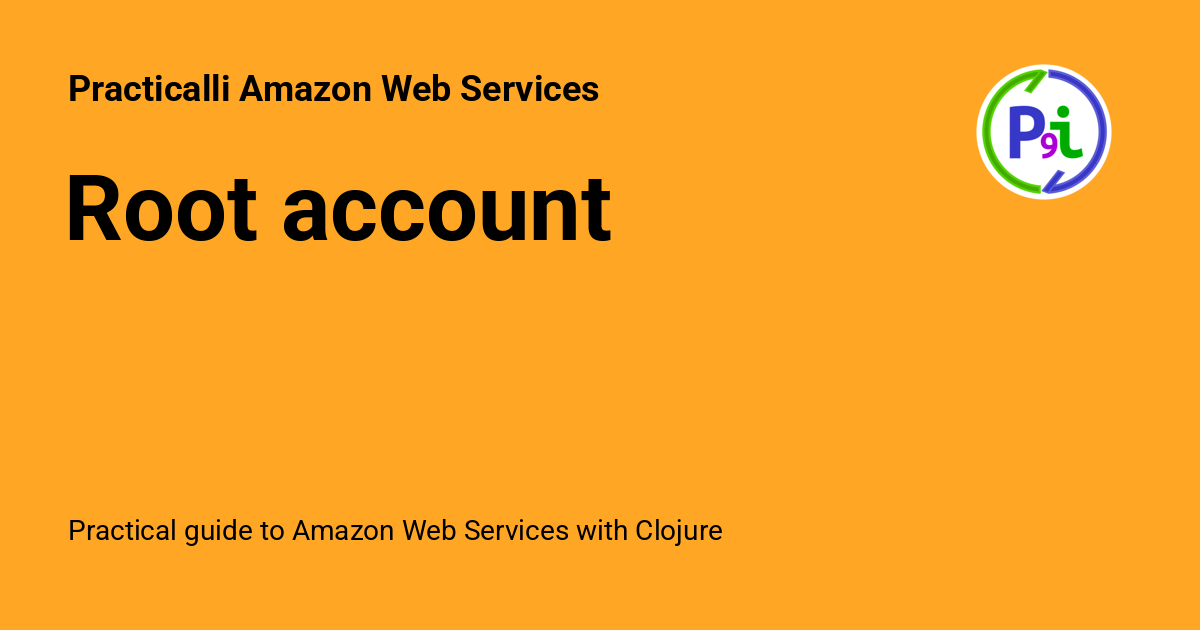 Practicalli Amazon Web Services
P9i
Root account
Practical guide to Amazon Web Services with Clojure